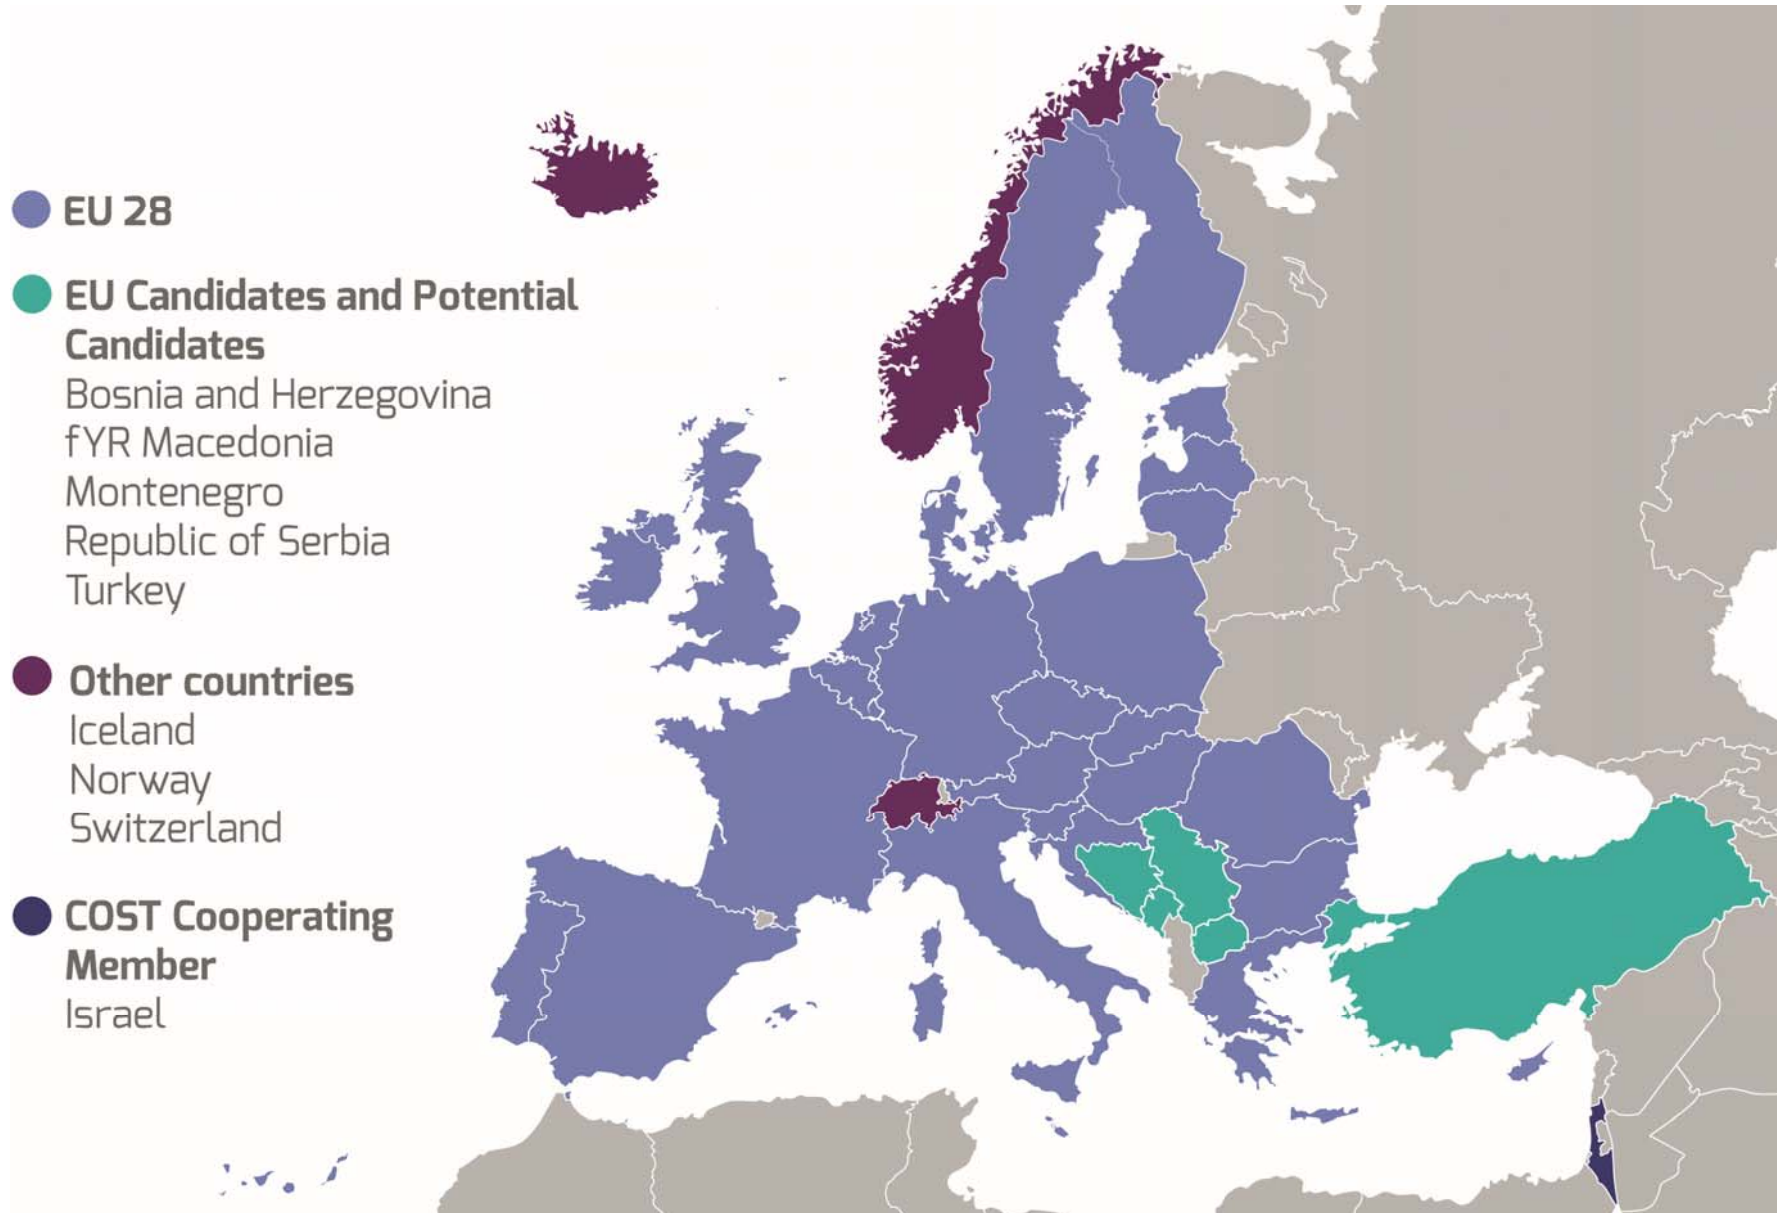 EU 28
EU Candidates and Potential
Candidates
Bosnia and Herzegovina
fYR Macedonia
Montenegro
Republic of Serbia
Turkey
Other countries
Iceland
Norway
Switzerland
COST Cooperating
Member
Israel